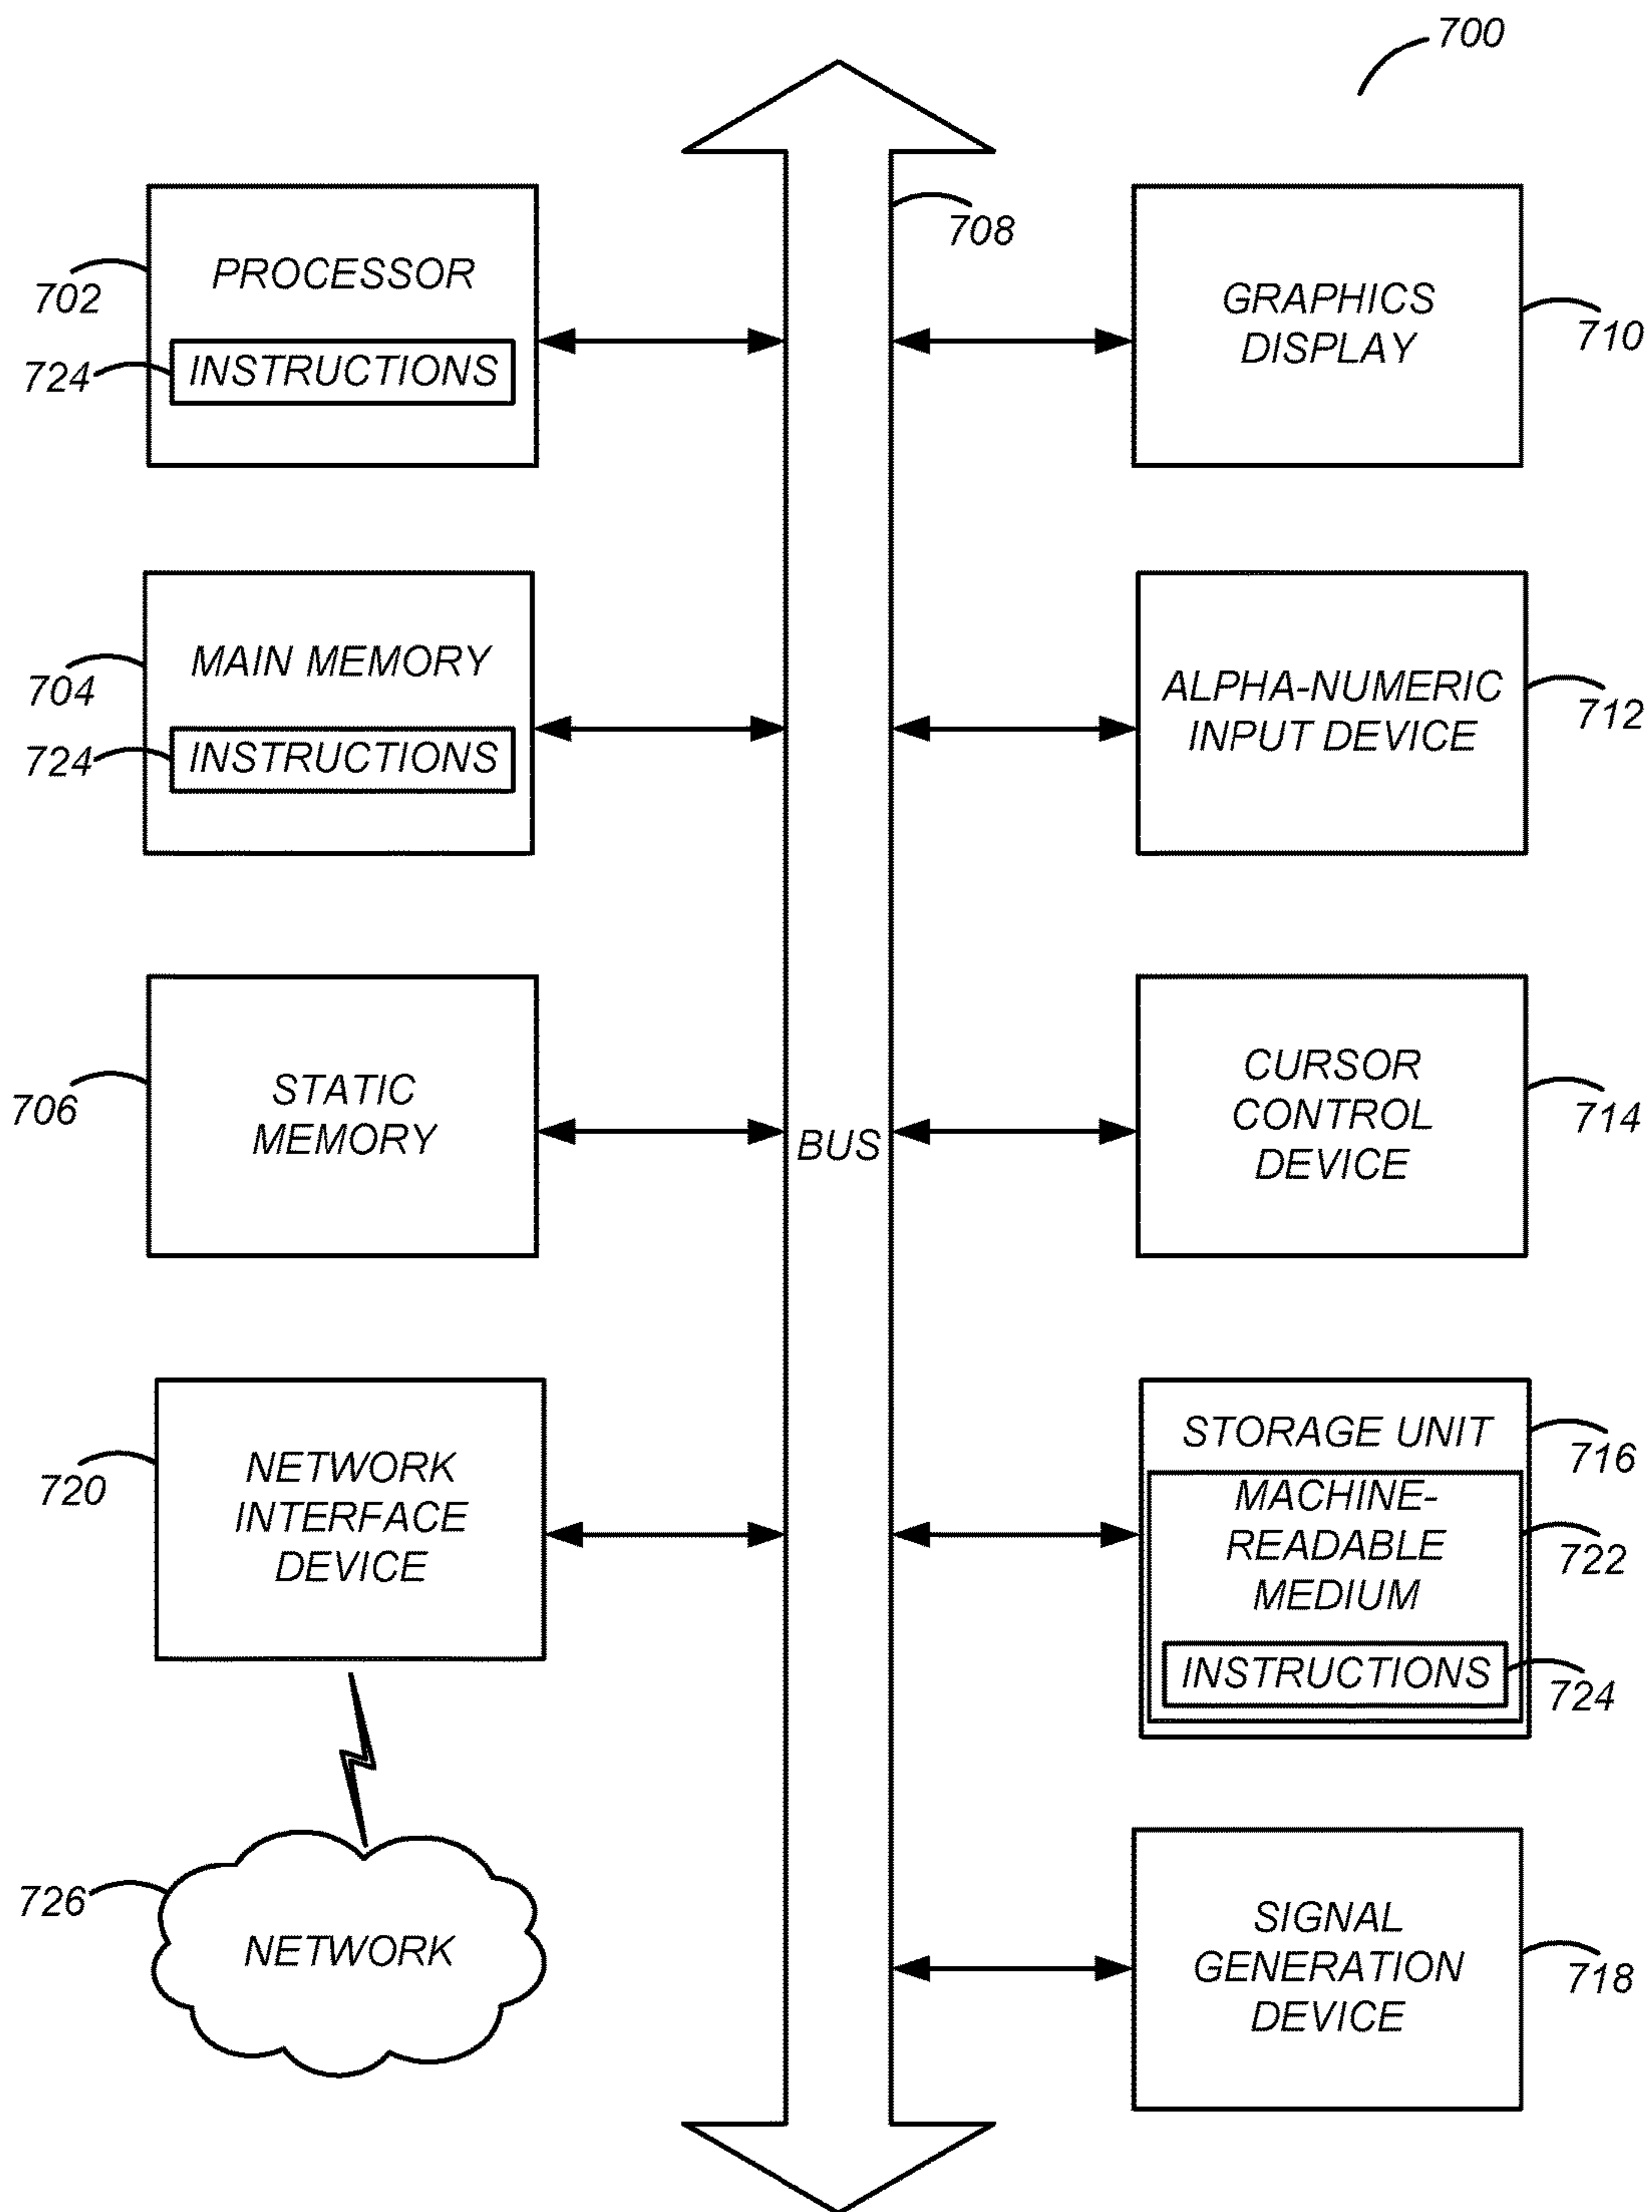 700
708
PROCESSOR
702
INSTRUCTIONS
724
GRAPHICS
DISPLAY
710
MAIN MEMORY
704
INSTRUCTIONS
724
ALPHA-NUMERIC
INPUT DEVICE
712
STATIC
MEMORY
706
BUS
CURSOR
CONTROL
DEVICE
714
NETWORK
INTERFACE
DEVICE
720
STORAGE UNIT
716
MACHINE-
READABLE
MEDIUM
722
INSTRUCTIONS
724
726
NETWORK
SIGNAL
GENERATION
DEVICE
718